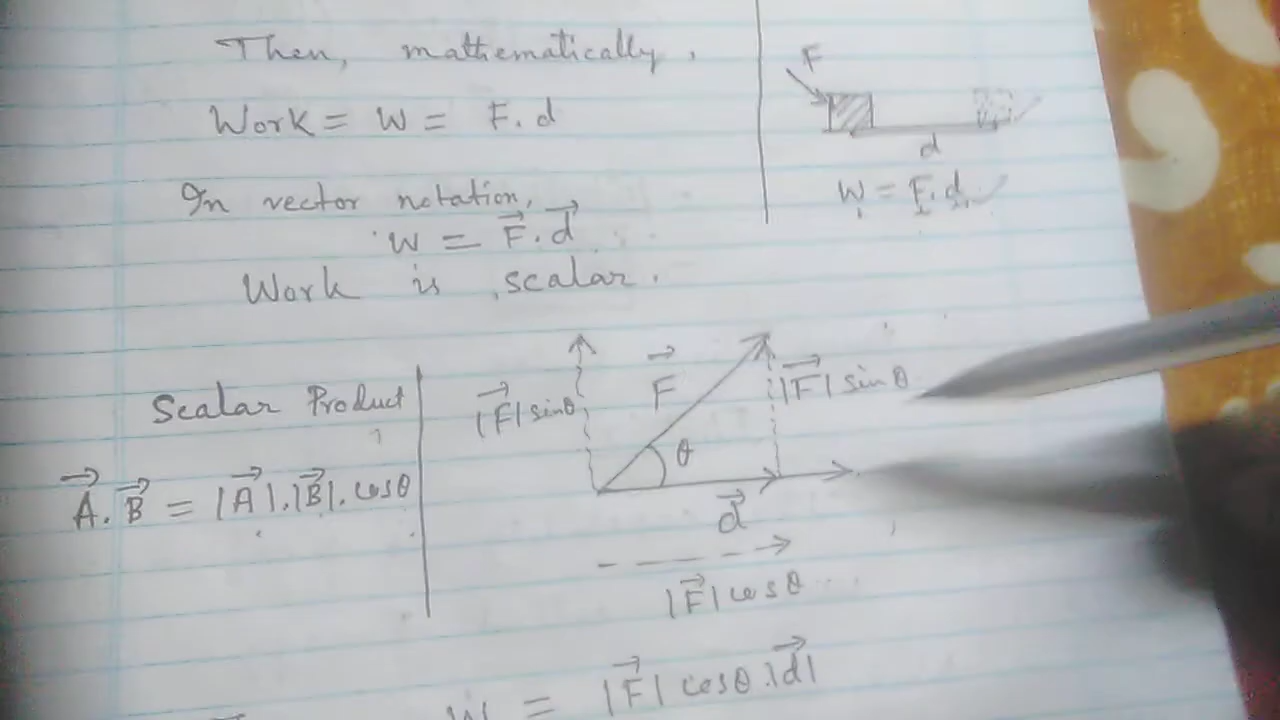 Then, mathematically,
Work = W = F.d
In vector notation,
W = F⃗.d⃗
Work is scalar.
F
d
W = F.d
Scalar Product
A⃗.B⃗ = |A⃗|.|B⃗|.cosθ
|F⃗|sinθ
F⃗
|F⃗|sinθ
θ
d⃗
|F⃗|cosθ
W = |F⃗|cosθ.|d⃗|